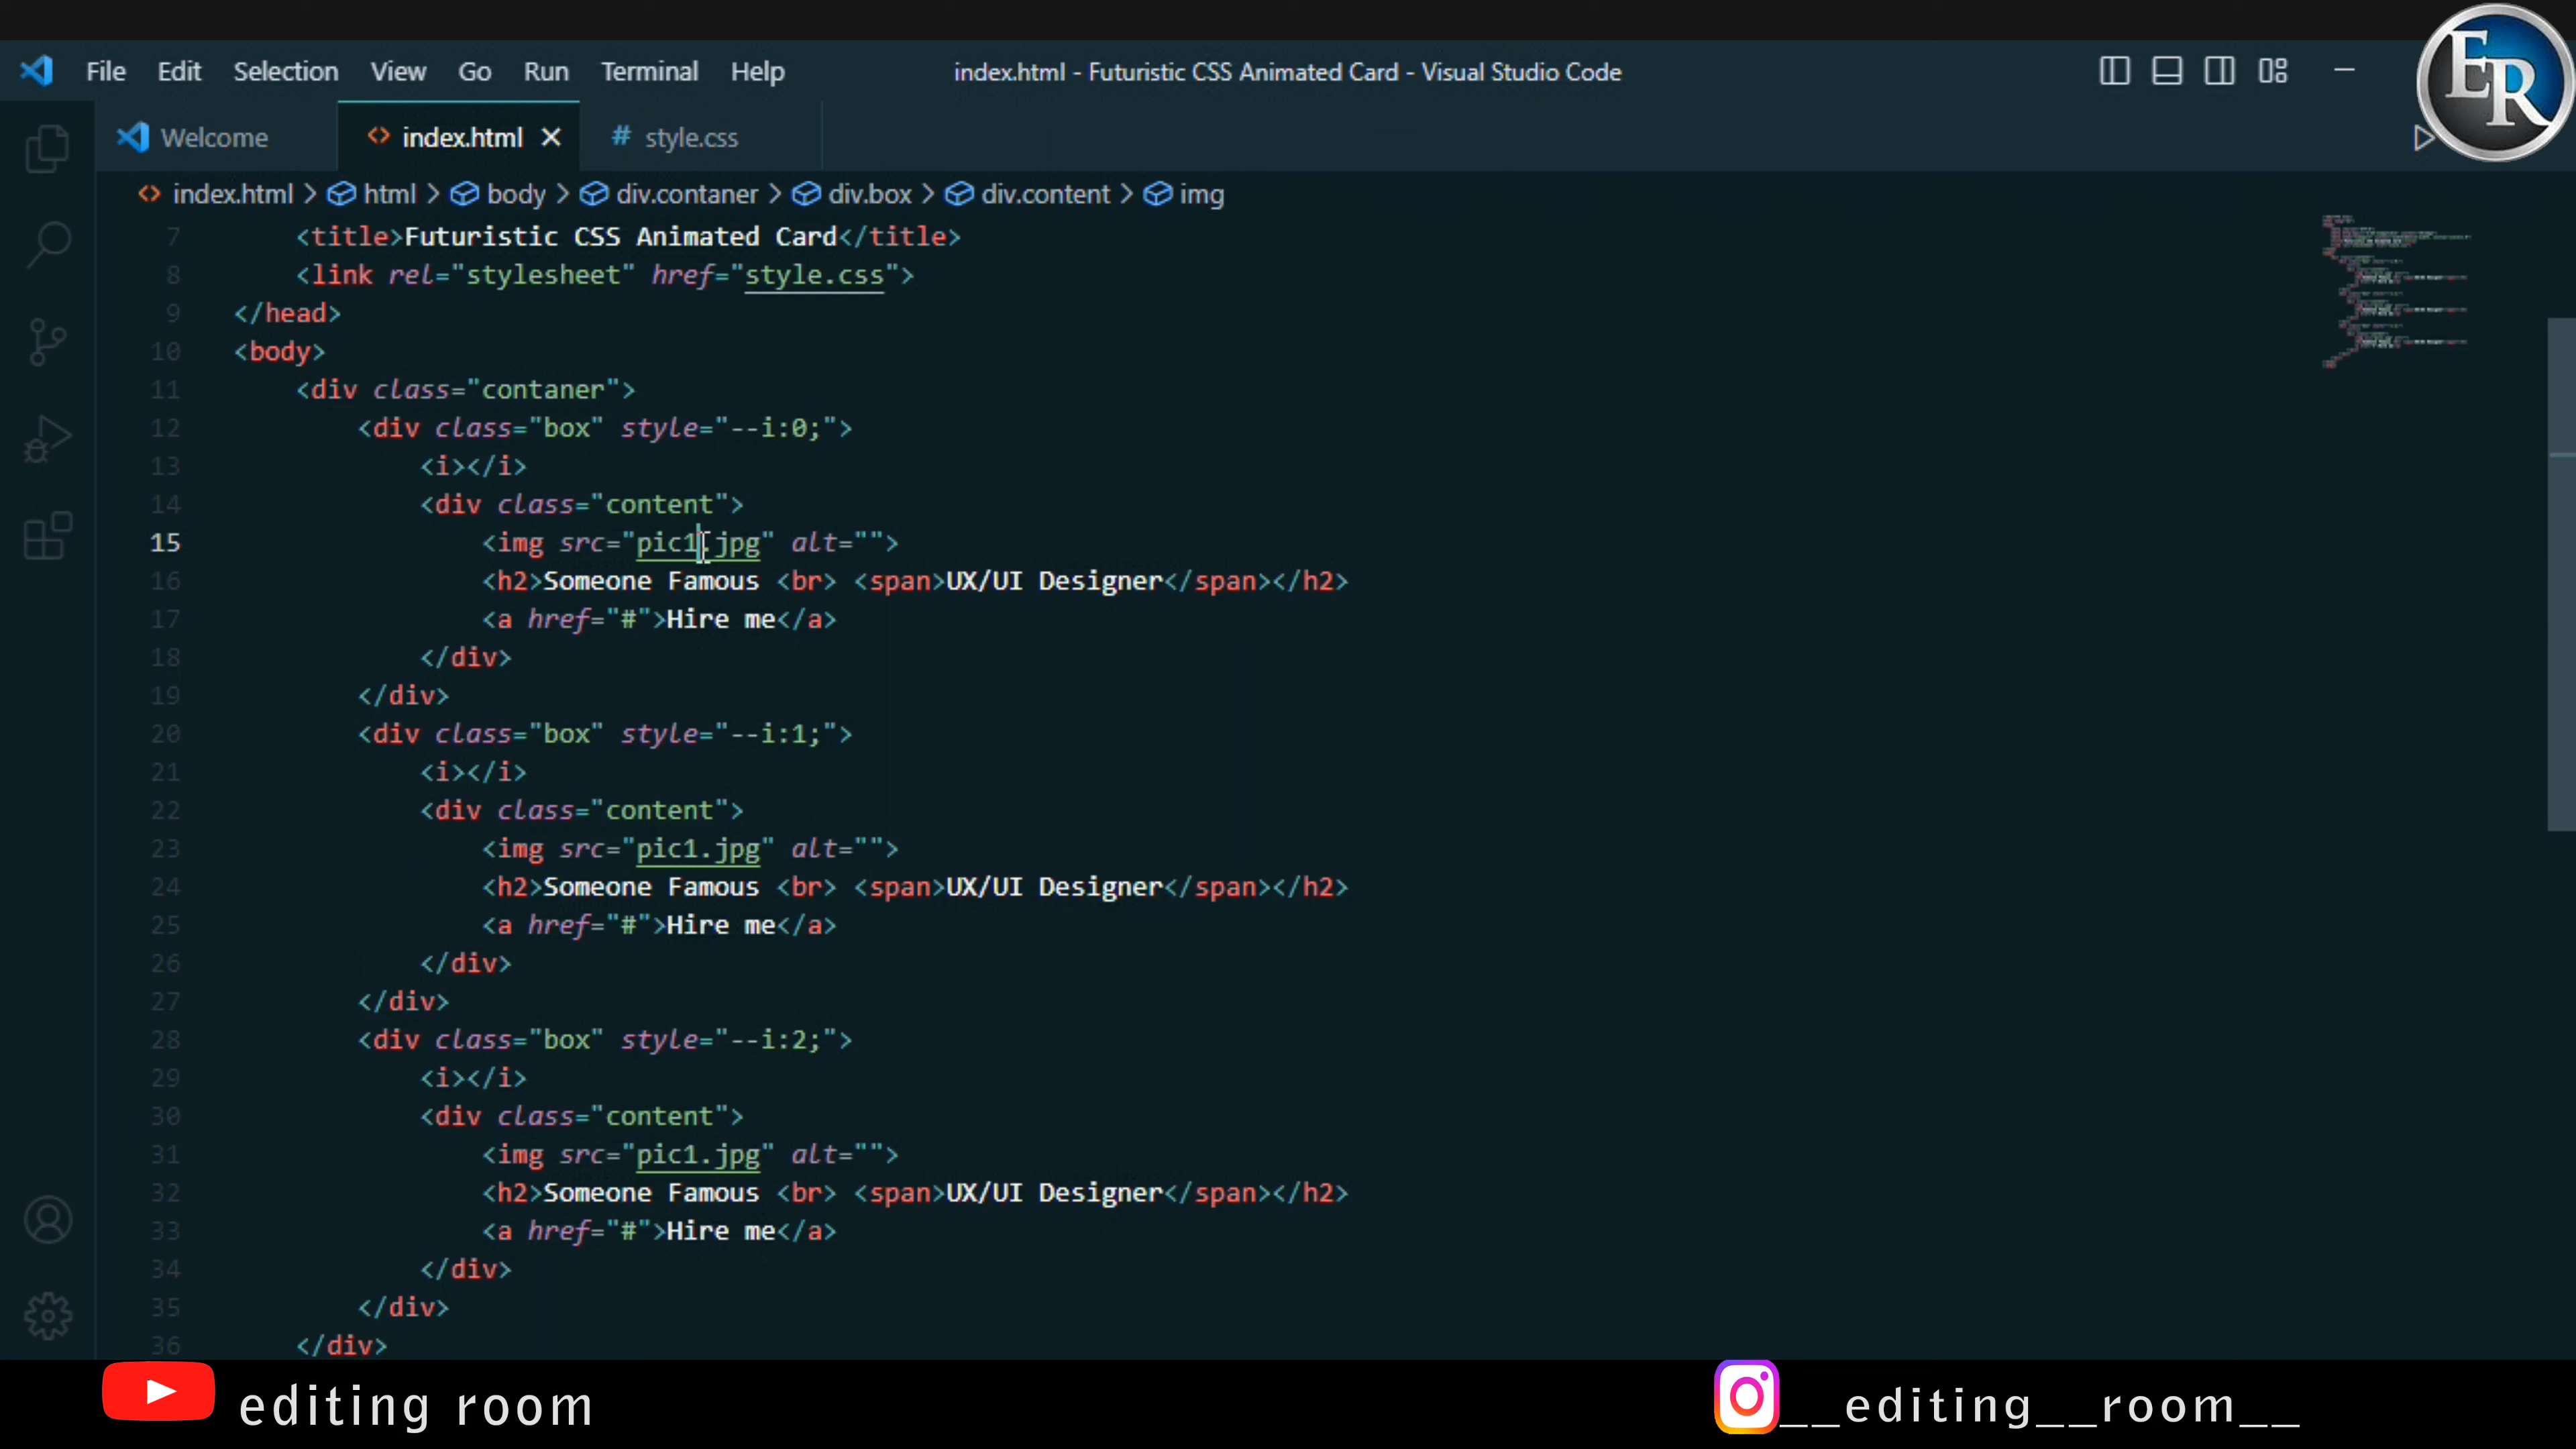 File Edit Selection View Go Run Terminal Help index.html - Futuristic CSS Animated Card - Visual Studio Code
ER
Welcome <> index.html × # style.css
<> index.html > html > body > div.contaner > div.box > div.content > img
7 <title>Futuristic CSS Animated Card</title>
8 <link rel="stylesheet" href="style.css">
9 </head>
10 <body>
11 <div class="contaner">
12 <div class="box" style="--i:0;">
13 <i></i>
14 <div class="content">
15 <img src="pic1.jpg" alt="">
16 <h2>Someone Famous <br> <span>UX/UI Designer</span></h2>
17 <a href="#">Hire me</a>
18 </div>
19 </div>
20 <div class="box" style="--i:1;">
21 <i></i>
22 <div class="content">
23 <img src="pic1.jpg" alt="">
24 <h2>Someone Famous <br> <span>UX/UI Designer</span></h2>
25 <a href="#">Hire me</a>
26 </div>
27 </div>
28 <div class="box" style="--i:2;">
29 <i></i>
30 <div class="content">
31 <img src="pic1.jpg" alt="">
32 <h2>Someone Famous <br> <span>UX/UI Designer</span></h2>
33 <a href="#">Hire me</a>
34 </div>
35 </div>
36 </div>
editing room
__editing__room__